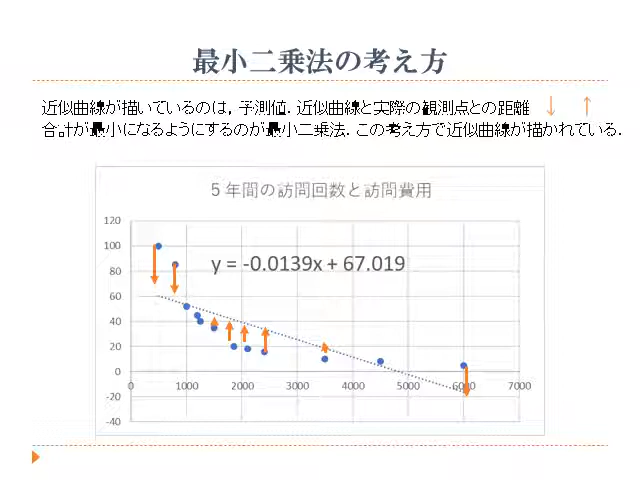 最小二乗法の考え方
近似曲線が描いているのは，予測値．近似曲線と実際の観測点との距離 ↓ ↑
合計が最小になるようにするのが最小二乗法．この考え方で近似曲線が描かれている．
5年間の訪問回数と訪問費用
y = -0.0139x + 67.019
120
100
80
60
40
20
0
-20
-40
0 1000 2000 3000 4000 5000 6000 7000